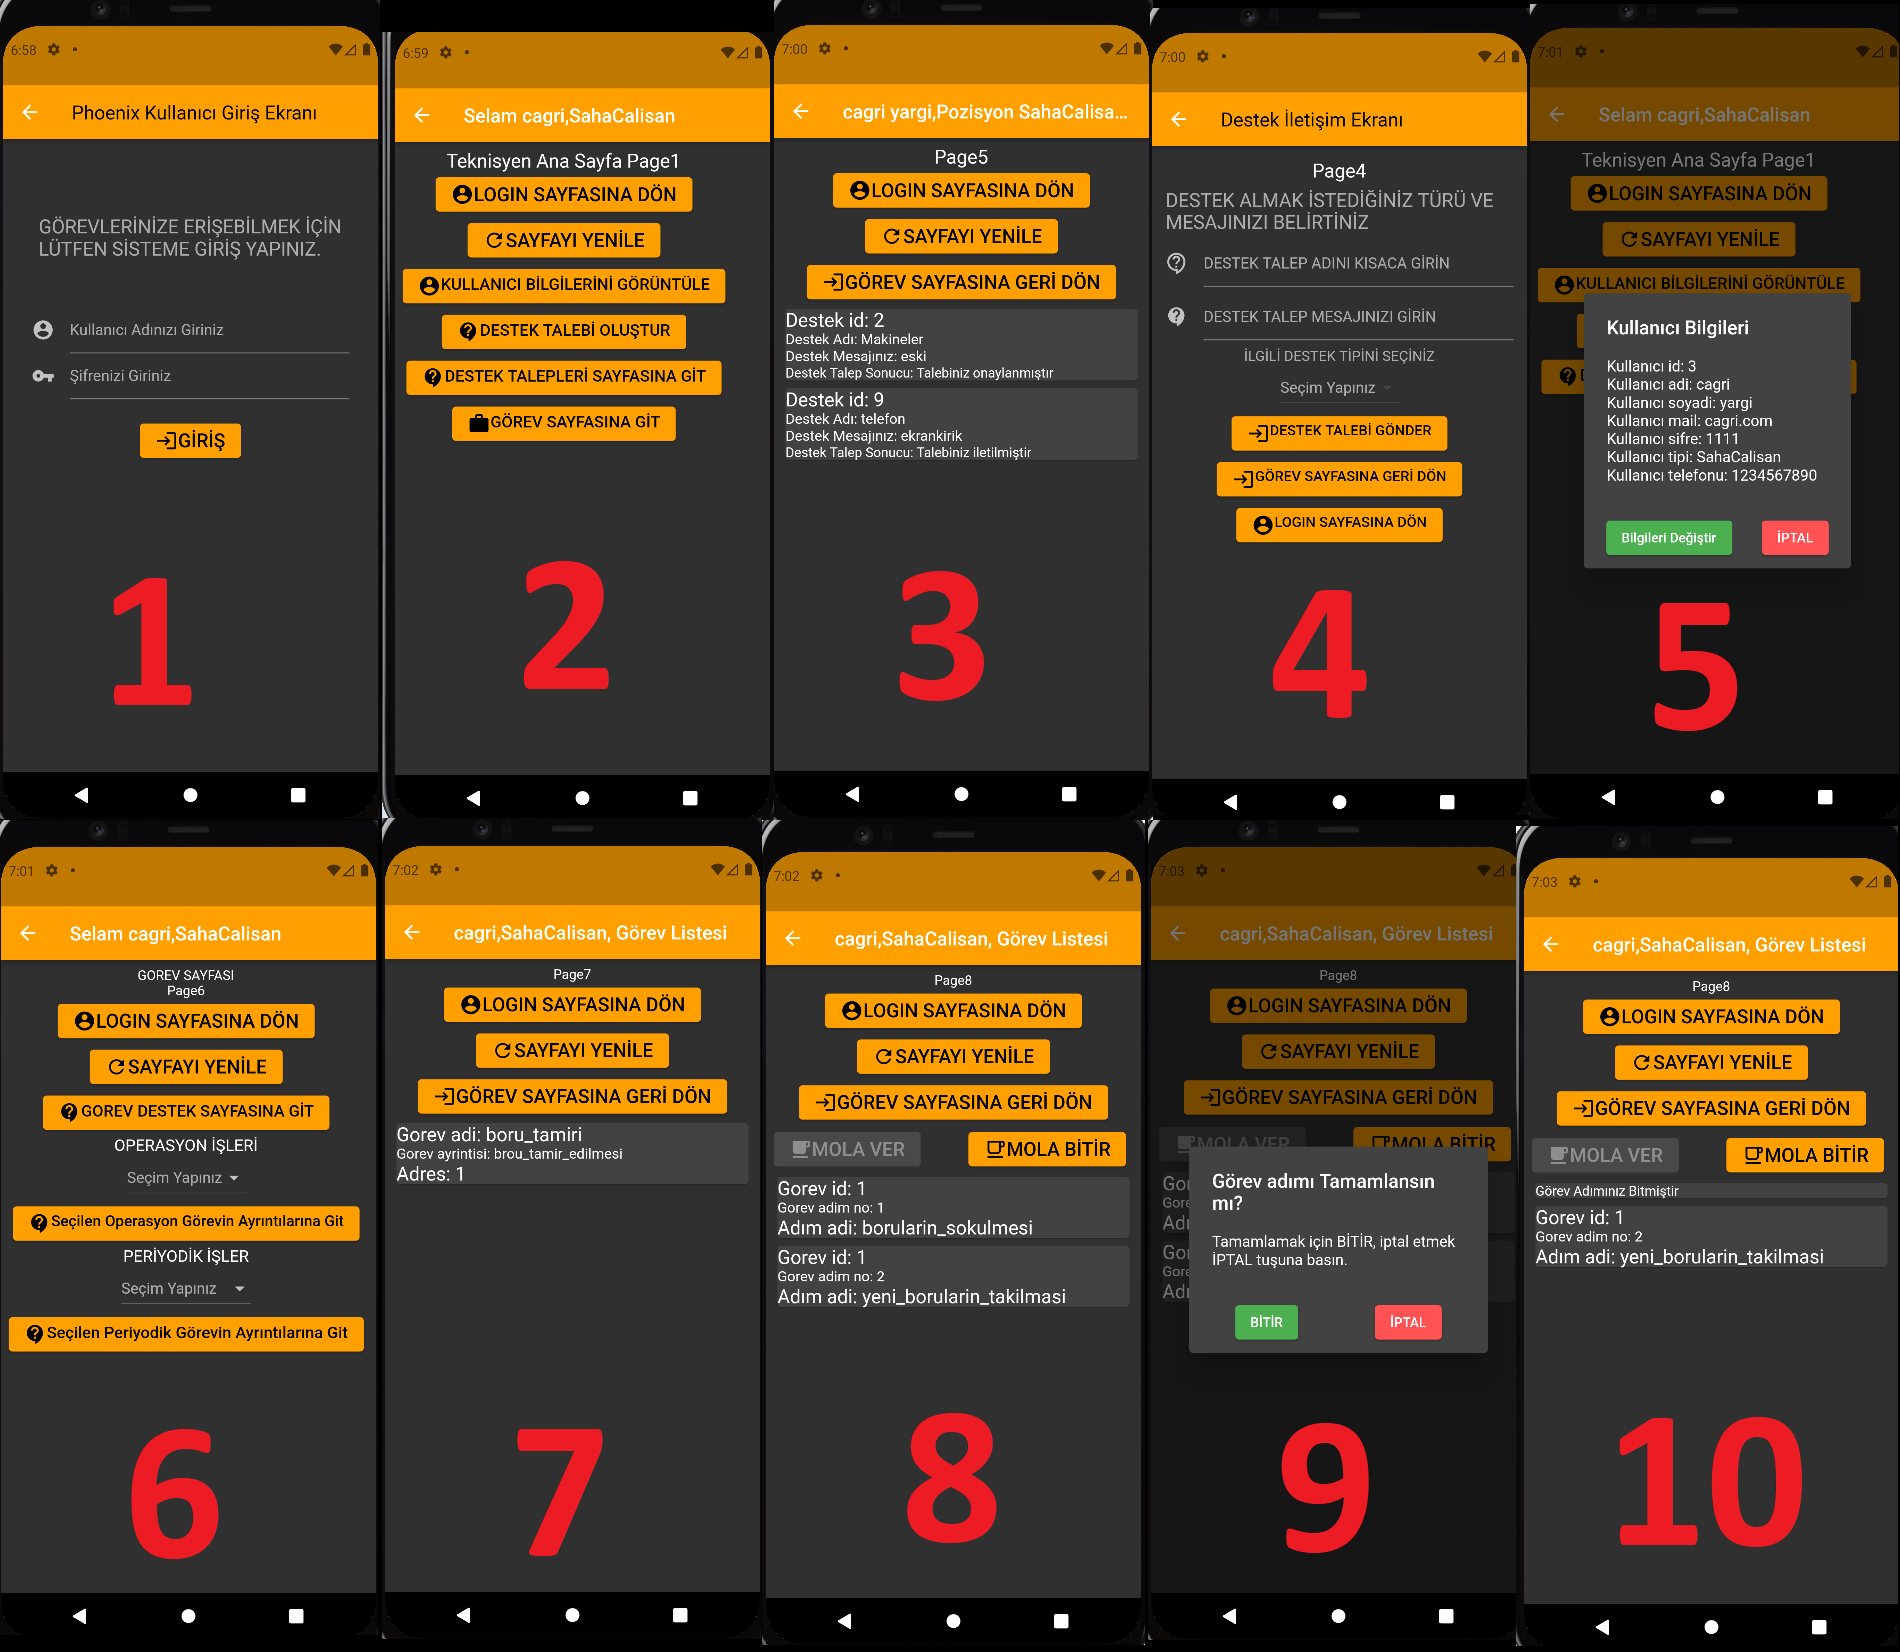 6:58
Phoenix Kullanıcı Giriş Ekranı
GÖREVLERİNİZE ERİŞEBİLMEK İÇİN
LÜTFEN SİSTEME GİRİŞ YAPINIZ.
Kullanıcı Adınızı Giriniz
Şifrenizi Giriniz
GİRİŞ
1
6:59
Selam cagri,SahaCalisan
Teknisyen Ana Sayfa Page1
LOGIN SAYFASINA DÖN
SAYFAYI YENİLE
KULLANICI BİLGİLERİNİ GÖRÜNTÜLE
DESTEK TALEBİ OLUŞTUR
DESTEK TALEPLERİ SAYFASINA GİT
GÖREV SAYFASINA GİT
2
7:00
cagri yargi,Pozisyon SahaCalisa...
Page5
LOGIN SAYFASINA DÖN
SAYFAYI YENİLE
GÖREV SAYFASINA GERİ DÖN
Destek id: 2
Destek Adı: Makineler
Destek Mesajınız: eski
Destek Talep Sonucu: Talebiniz onaylanmıştır
Destek id: 9
Destek Adı: telefon
Destek Mesajınız: ekrankirik
Destek Talep Sonucu: Talebiniz iletilmiştir
3
7:00
Destek İletişim Ekranı
Page4
DESTEK ALMAK İSTEDİĞİNİZ TÜRÜ VE
MESAJINIZI BELİRTİNİZ
DESTEK TALEP ADINI KISACA GİRİN
DESTEK TALEP MESAJINIZI GİRİN
İLGİLİ DESTEK TİPİNİ SEÇİNİZ
Seçim Yapınız
DESTEK TALEBİ GÖNDER
GÖREV SAYFASINA GERİ DÖN
LOGIN SAYFASINA DÖN
4
7:01
Selam cagri,SahaCalisan
Teknisyen Ana Sayfa Page1
LOGIN SAYFASINA DÖN
SAYFAYI YENİLE
KULLANICI BİLGİLERİNİ GÖRÜNTÜLE
D
Kullanıcı Bilgileri
Kullanıcı id: 3
Kullanıcı adi: cagri
Kullanıcı soyadi: yargi
Kullanıcı mail: cagri.com
Kullanıcı sifre: 1111
Kullanıcı tipi: SahaCalisan
Kullanıcı telefonu: 1234567890
Bilgileri Değiştir
İPTAL
5
7:01
Selam cagri,SahaCalisan
GOREV SAYFASI
Page6
LOGIN SAYFASINA DÖN
SAYFAYI YENİLE
GOREV DESTEK SAYFASINA GİT
OPERASYON İŞLERİ
Seçim Yapınız
Seçilen Operasyon Görevin Ayrıntılarına Git
PERİYODİK İŞLER
Seçim Yapınız
Seçilen Periyodik Görevin Ayrıntılarına Git
6
7:02
cagri,SahaCalisan, Görev Listesi
Page7
LOGIN SAYFASINA DÖN
SAYFAYI YENİLE
GÖREV SAYFASINA GERİ DÖN
Gorev adi: boru_tamiri
Gorev ayrintisi: brou_tamir_edilmesi
Adres: 1
7
7:02
cagri,SahaCalisan, Görev Listesi
Page8
LOGIN SAYFASINA DÖN
SAYFAYI YENİLE
GÖREV SAYFASINA GERİ DÖN
MOLA VER
MOLA BİTİR
Gorev id: 1
Gorev adim no: 1
Adım adi: borularin_sokulmesi
Gorev id: 1
Gorev adim no: 2
Adım adi: yeni_borularin_takilmasi
8
7:03
cagri,SahaCalisan, Görev Listesi
Page8
LOGIN SAYFASINA DÖN
SAYFAYI YENİLE
GÖREV SAYFASINA GERİ DÖN
MOLA VER
MOLA BİTİR
Go
Gore
Adı
Go
Gore
Adı
Görev adımı Tamamlansın
mı?
Tamamlamak için BİTİR, iptal etmek
İPTAL tuşuna basın.
BİTİR
İPTAL
9
7:03
cagri,SahaCalisan, Görev Listesi
Page8
LOGIN SAYFASINA DÖN
SAYFAYI YENİLE
GÖREV SAYFASINA GERİ DÖN
MOLA VER
MOLA BİTİR
Görev Adımınız Bitmiştir
Gorev id: 1
Gorev adim no: 2
Adım adi: yeni_borularin_takilmasi
10